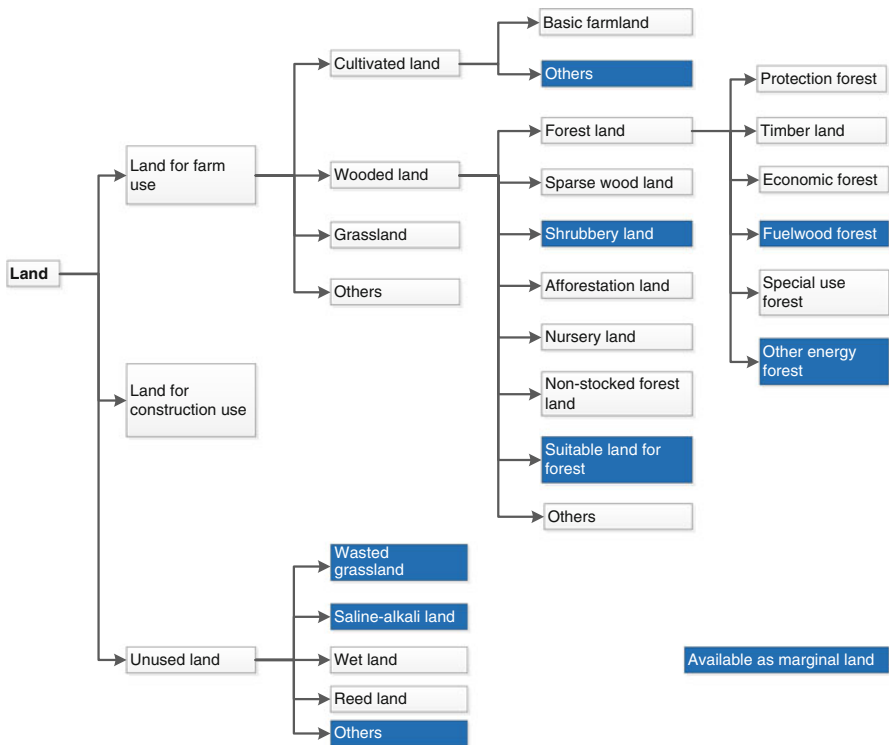 Land
Land for farm
use
Land for
construction use
Unused land
Cultivated land
Wooded land
Grassland
Others
Wasted
grassland
Saline-alkali land
Wet land
Reed land
Others
Basic farmland
Others
Forest land
Sparse wood land
Shrubbery land
Afforestation land
Nursery land
Non-stocked forest
land
Suitable land for
forest
Others
Protection forest
Timber land
Economic forest
Fuelwood forest
Special use
forest
Other energy
forest
Available as marginal land